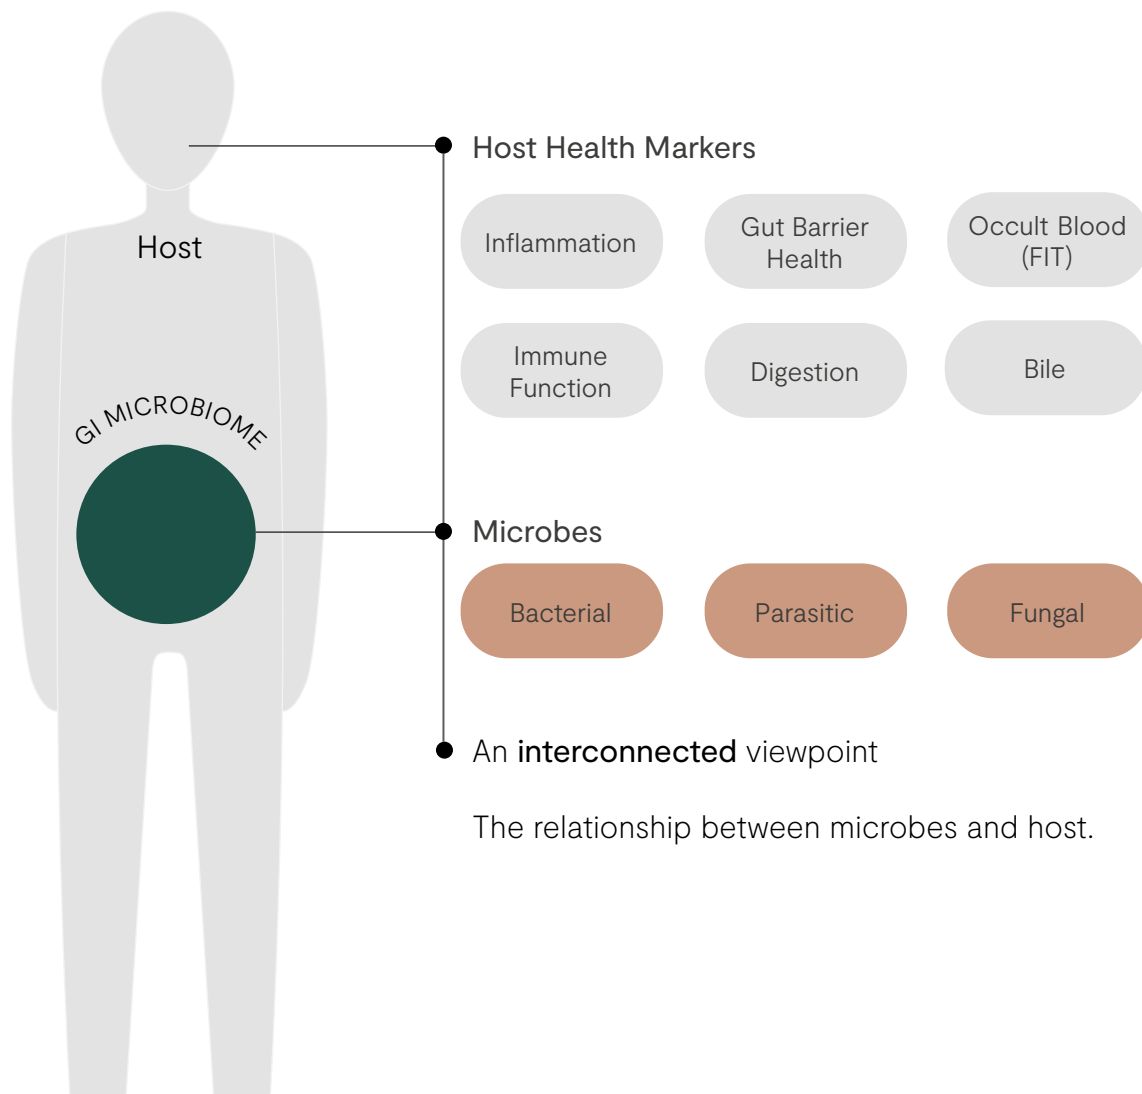 Host Health Markers
Inflammation
Gut Barrier
Health
Occult Blood
(FIT)
Host
Immune
Function
Digestion
Bile
GI MICROBIOME
Microbes
Bacterial
Parasitic
Fungal
An interconnected viewpoint
The relationship between microbes and host.